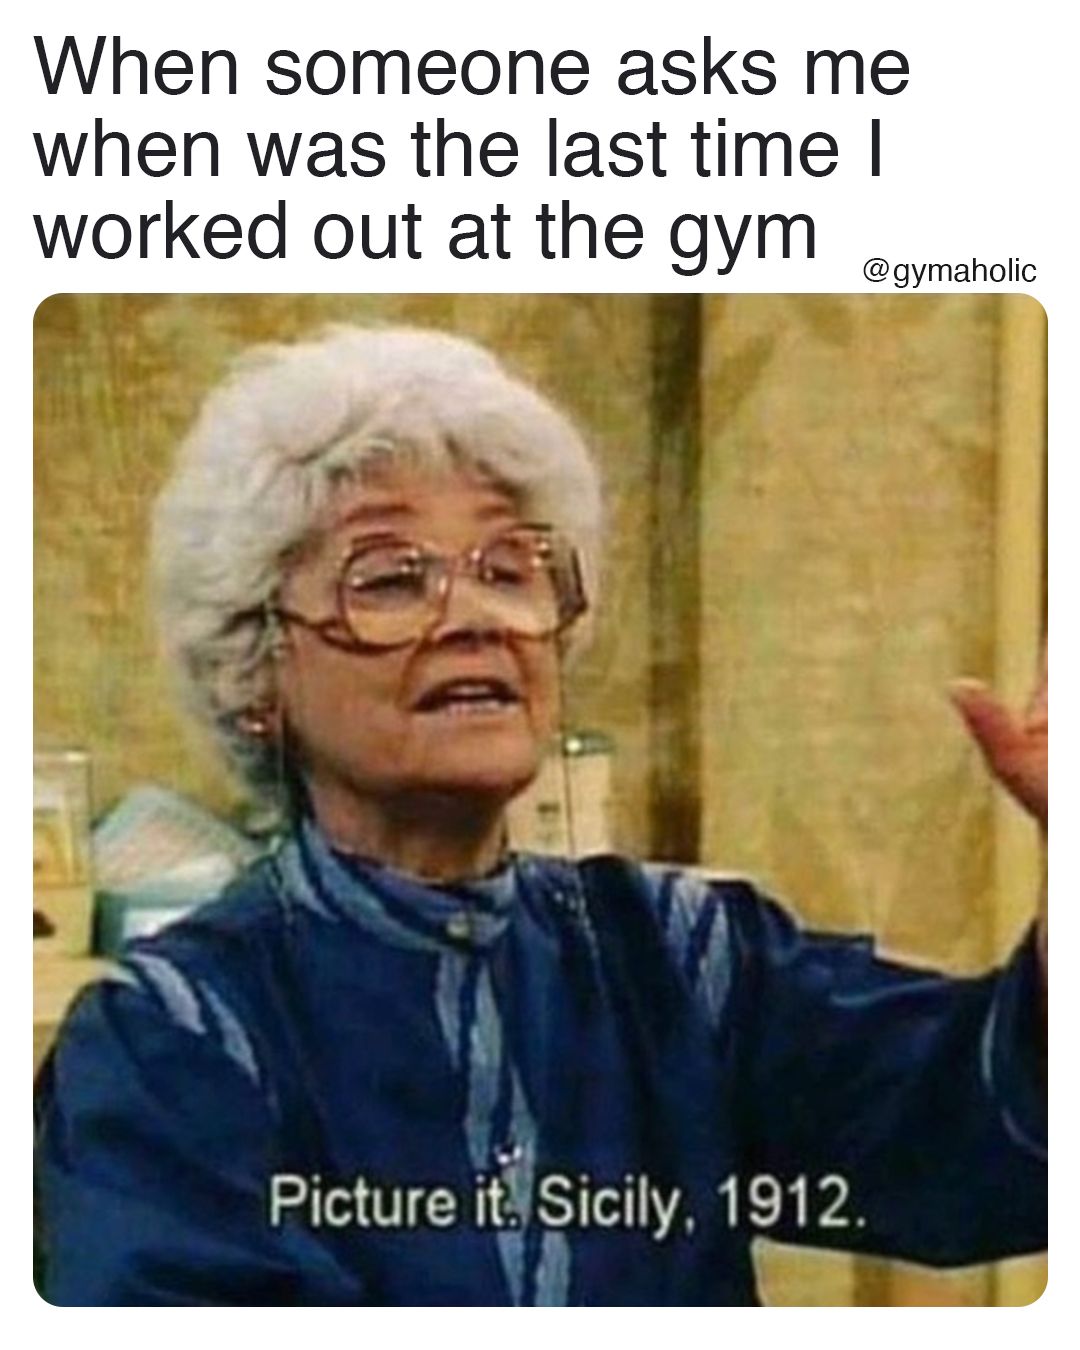 When someone asks me
when was the last time I
worked out at the gym
@gymaholic
Picture it. Sicily, 1912.